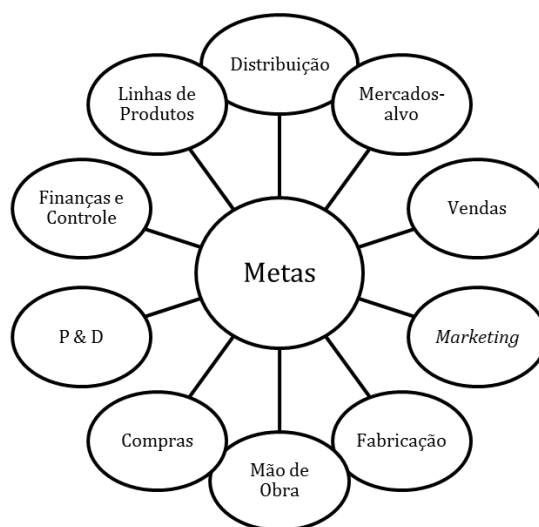 Distribuição
Mercados-
alvo
Vendas
Marketing
Fabricação
Mão de
Obra
Compras
P & D
Finanças e
Controle
Linhas de
Produtos
Metas